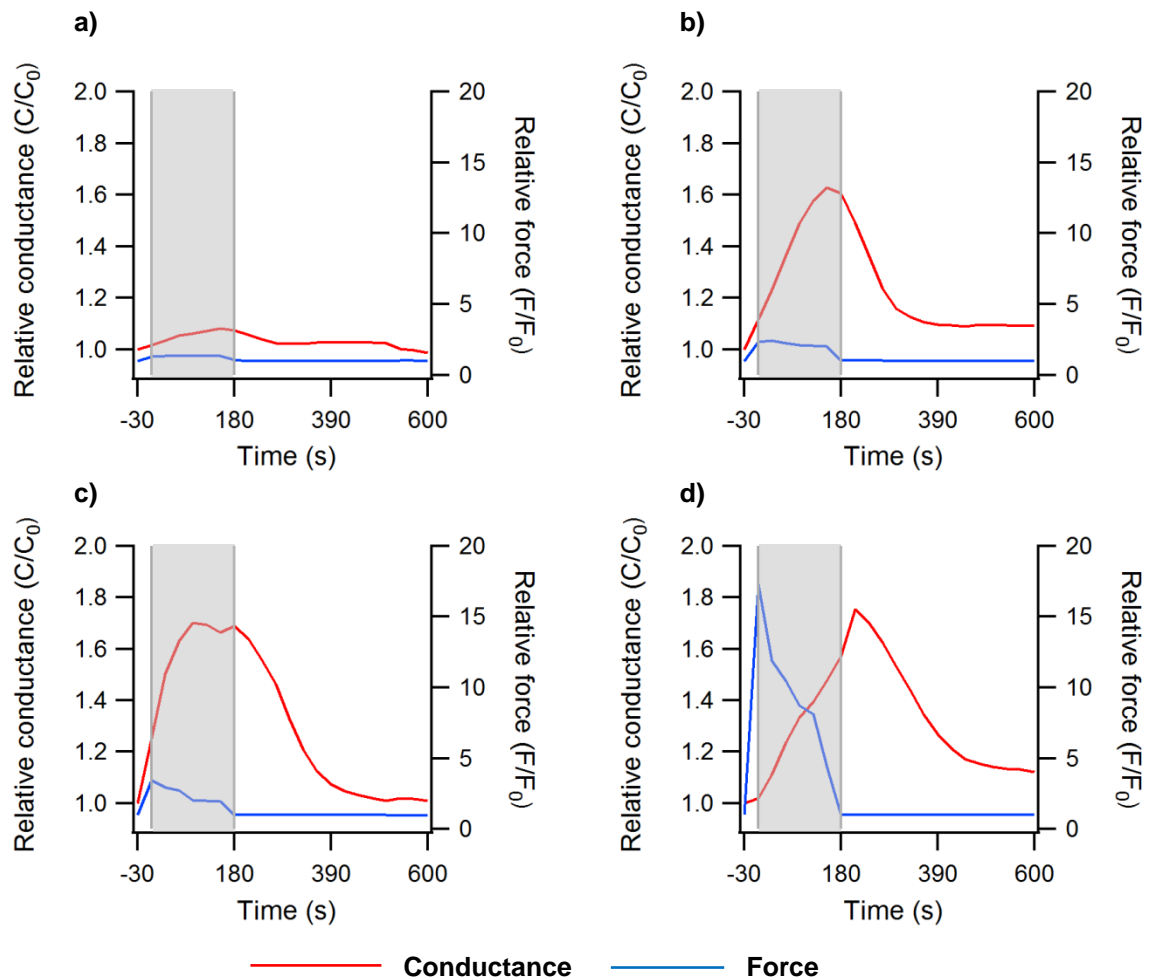 a)
Relative conductance (C/C₀)
2.0
1.8
1.6
1.4
1.2
1.0
20
15
10
5
0
Relative force (F/F₀)
-30 180 390 600
Time (s)
b)
Relative conductance (C/C₀)
2.0
1.8
1.6
1.4
1.2
1.0
20
15
10
5
0
Relative force (F/F₀)
-30 180 390 600
Time (s)
c)
Relative conductance (C/C₀)
2.0
1.8
1.6
1.4
1.2
1.0
20
15
10
5
0
Relative force (F/F₀)
-30 180 390 600
Time (s)
d)
Relative conductance (C/C₀)
2.0
1.8
1.6
1.4
1.2
1.0
20
15
10
5
0
Relative force (F/F₀)
-30 180 390 600
Time (s)
Conductance Force